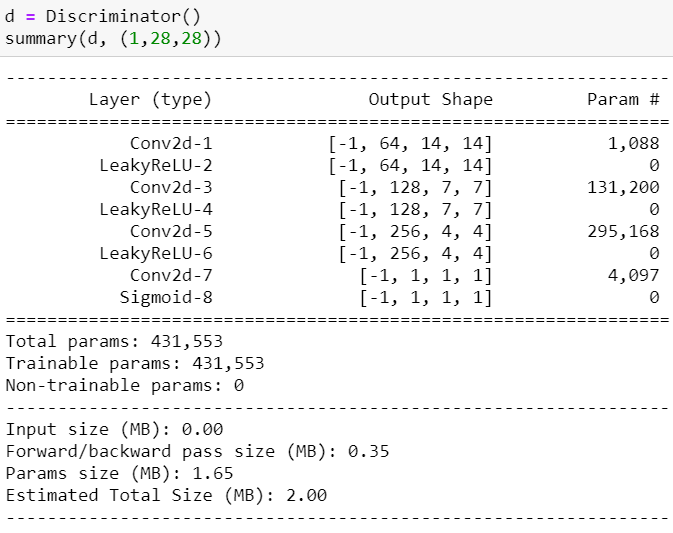 d = Discriminator()
summary(d, (1,28,28))
----------------------------------------------------------------
        Layer (type)               Output Shape         Param #
================================================================
            Conv2d-1           [-1, 64, 14, 14]           1,088
         LeakyReLU-2           [-1, 64, 14, 14]               0
            Conv2d-3            [-1, 128, 7, 7]         131,200
         LeakyReLU-4            [-1, 128, 7, 7]               0
            Conv2d-5            [-1, 256, 4, 4]         295,168
         LeakyReLU-6            [-1, 256, 4, 4]               0
            Conv2d-7              [-1, 1, 1, 1]           4,097
           Sigmoid-8              [-1, 1, 1, 1]               0
================================================================
Total params: 431,553
Trainable params: 431,553
Non-trainable params: 0
----------------------------------------------------------------
Input size (MB): 0.00
Forward/backward pass size (MB): 0.35
Params size (MB): 1.65
Estimated Total Size (MB): 2.00
----------------------------------------------------------------